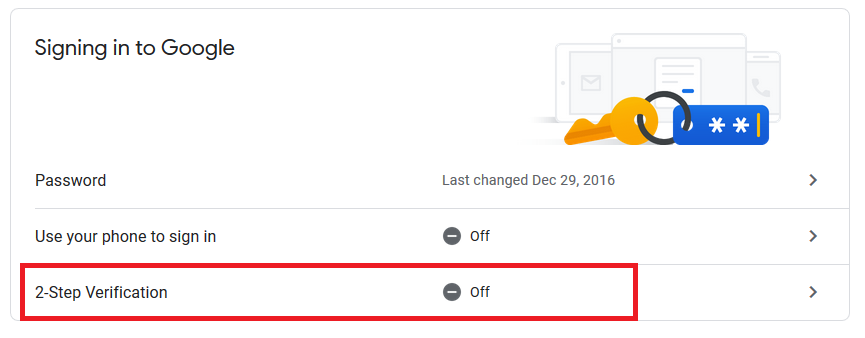 Signing in to Google
**
Password Last changed Dec 29, 2016
Use your phone to sign in Off
2-Step Verification Off